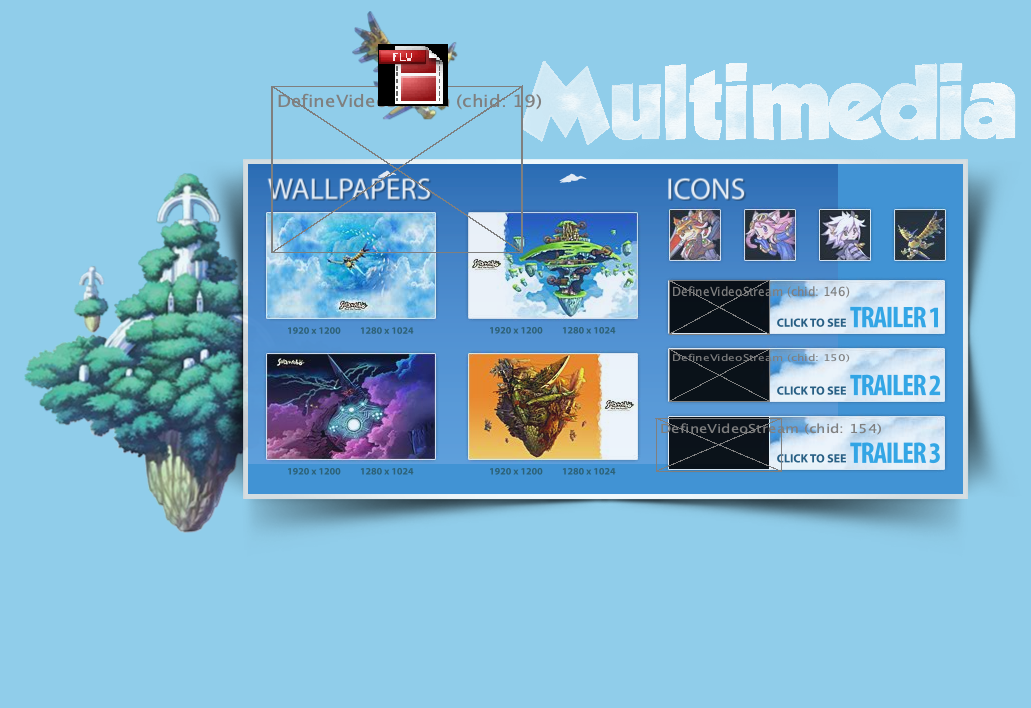 FLV
DefineVide (chid: 19)
Multimedia
WALLPAPERS
ICONS
DefineVideoStream (chid: 146)
CLICK TO SEE TRAILER 1
1920 x 1200 1280 x 1024
1920 x 1200 1280 x 1024
DefineVideoStream (chid: 150)
CLICK TO SEE TRAILER 2
DefineVideoStream (chid: 154)
CLICK TO SEE TRAILER 3
1920 x 1200 1280 x 1024
1920 x 1200 1280 x 1024